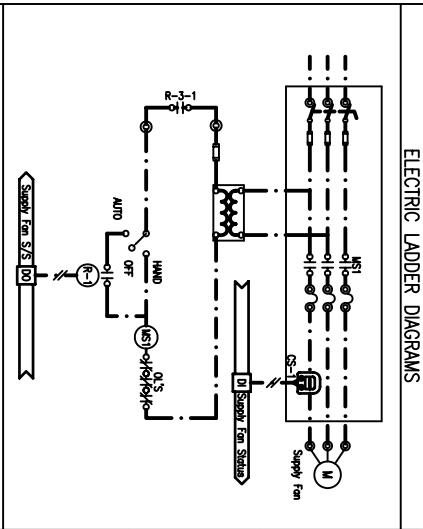 ELECTRIC LADDER DIAGRAMS
MS1
CS-1
M
Supply Fan
DI
Supply Fan Status
R-3-1
HAND
OFF
AUTO
MS1
OL'S
R-1
Supply Fan S/S
DO